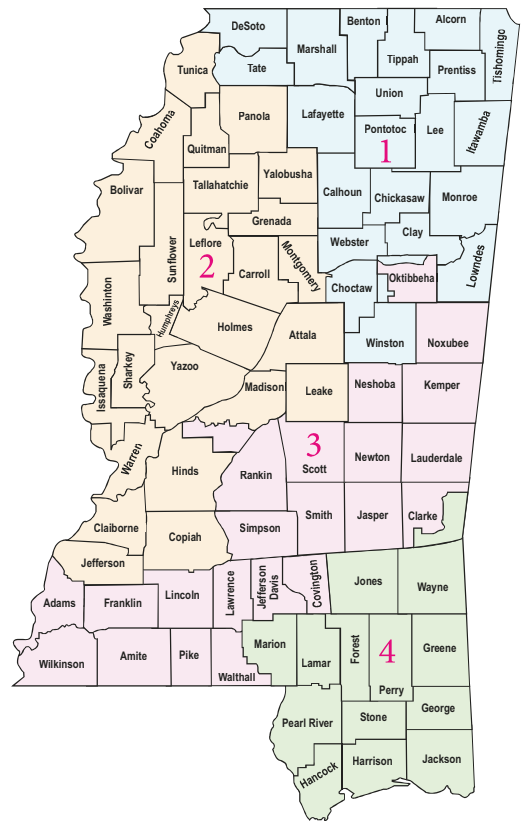 DeSoto
Benton
Alcorn
Tishomingo
Marshall
Tippah
Prentiss
Tunica
Tate
Union
Panola
Lafayette
Pontotoc
Lee
Itawamba
Coahoma
Quitman
1
Yalobusha
Tallahatchie
Bolivar
Calhoun
Chickasaw
Monroe
Grenada
Clay
Leflore
Webster
Sunflower
2
Carroll
Montgomery
Lowndes
Oktibbeha
Choctaw
Washinton
Humphreys
Holmes
Attala
Winston
Noxubee
Sharkey
Yazoo
Issaquena
Madison
Leake
Neshoba
Kemper
Warren
3
Scott
Newton
Lauderdale
Hinds
Rankin
Claiborne
Smith
Jasper
Clarke
Simpson
Copiah
Jefferson
Lawrence
Jefferson
Davis
Covington
Jones
Wayne
Adams
Franklin
Lincoln
Marion
Forest
4
Greene
Wilkinson
Amite
Pike
Walthall
Lamar
Perry
George
Pearl River
Stone
Hancock
Harrison
Jackson